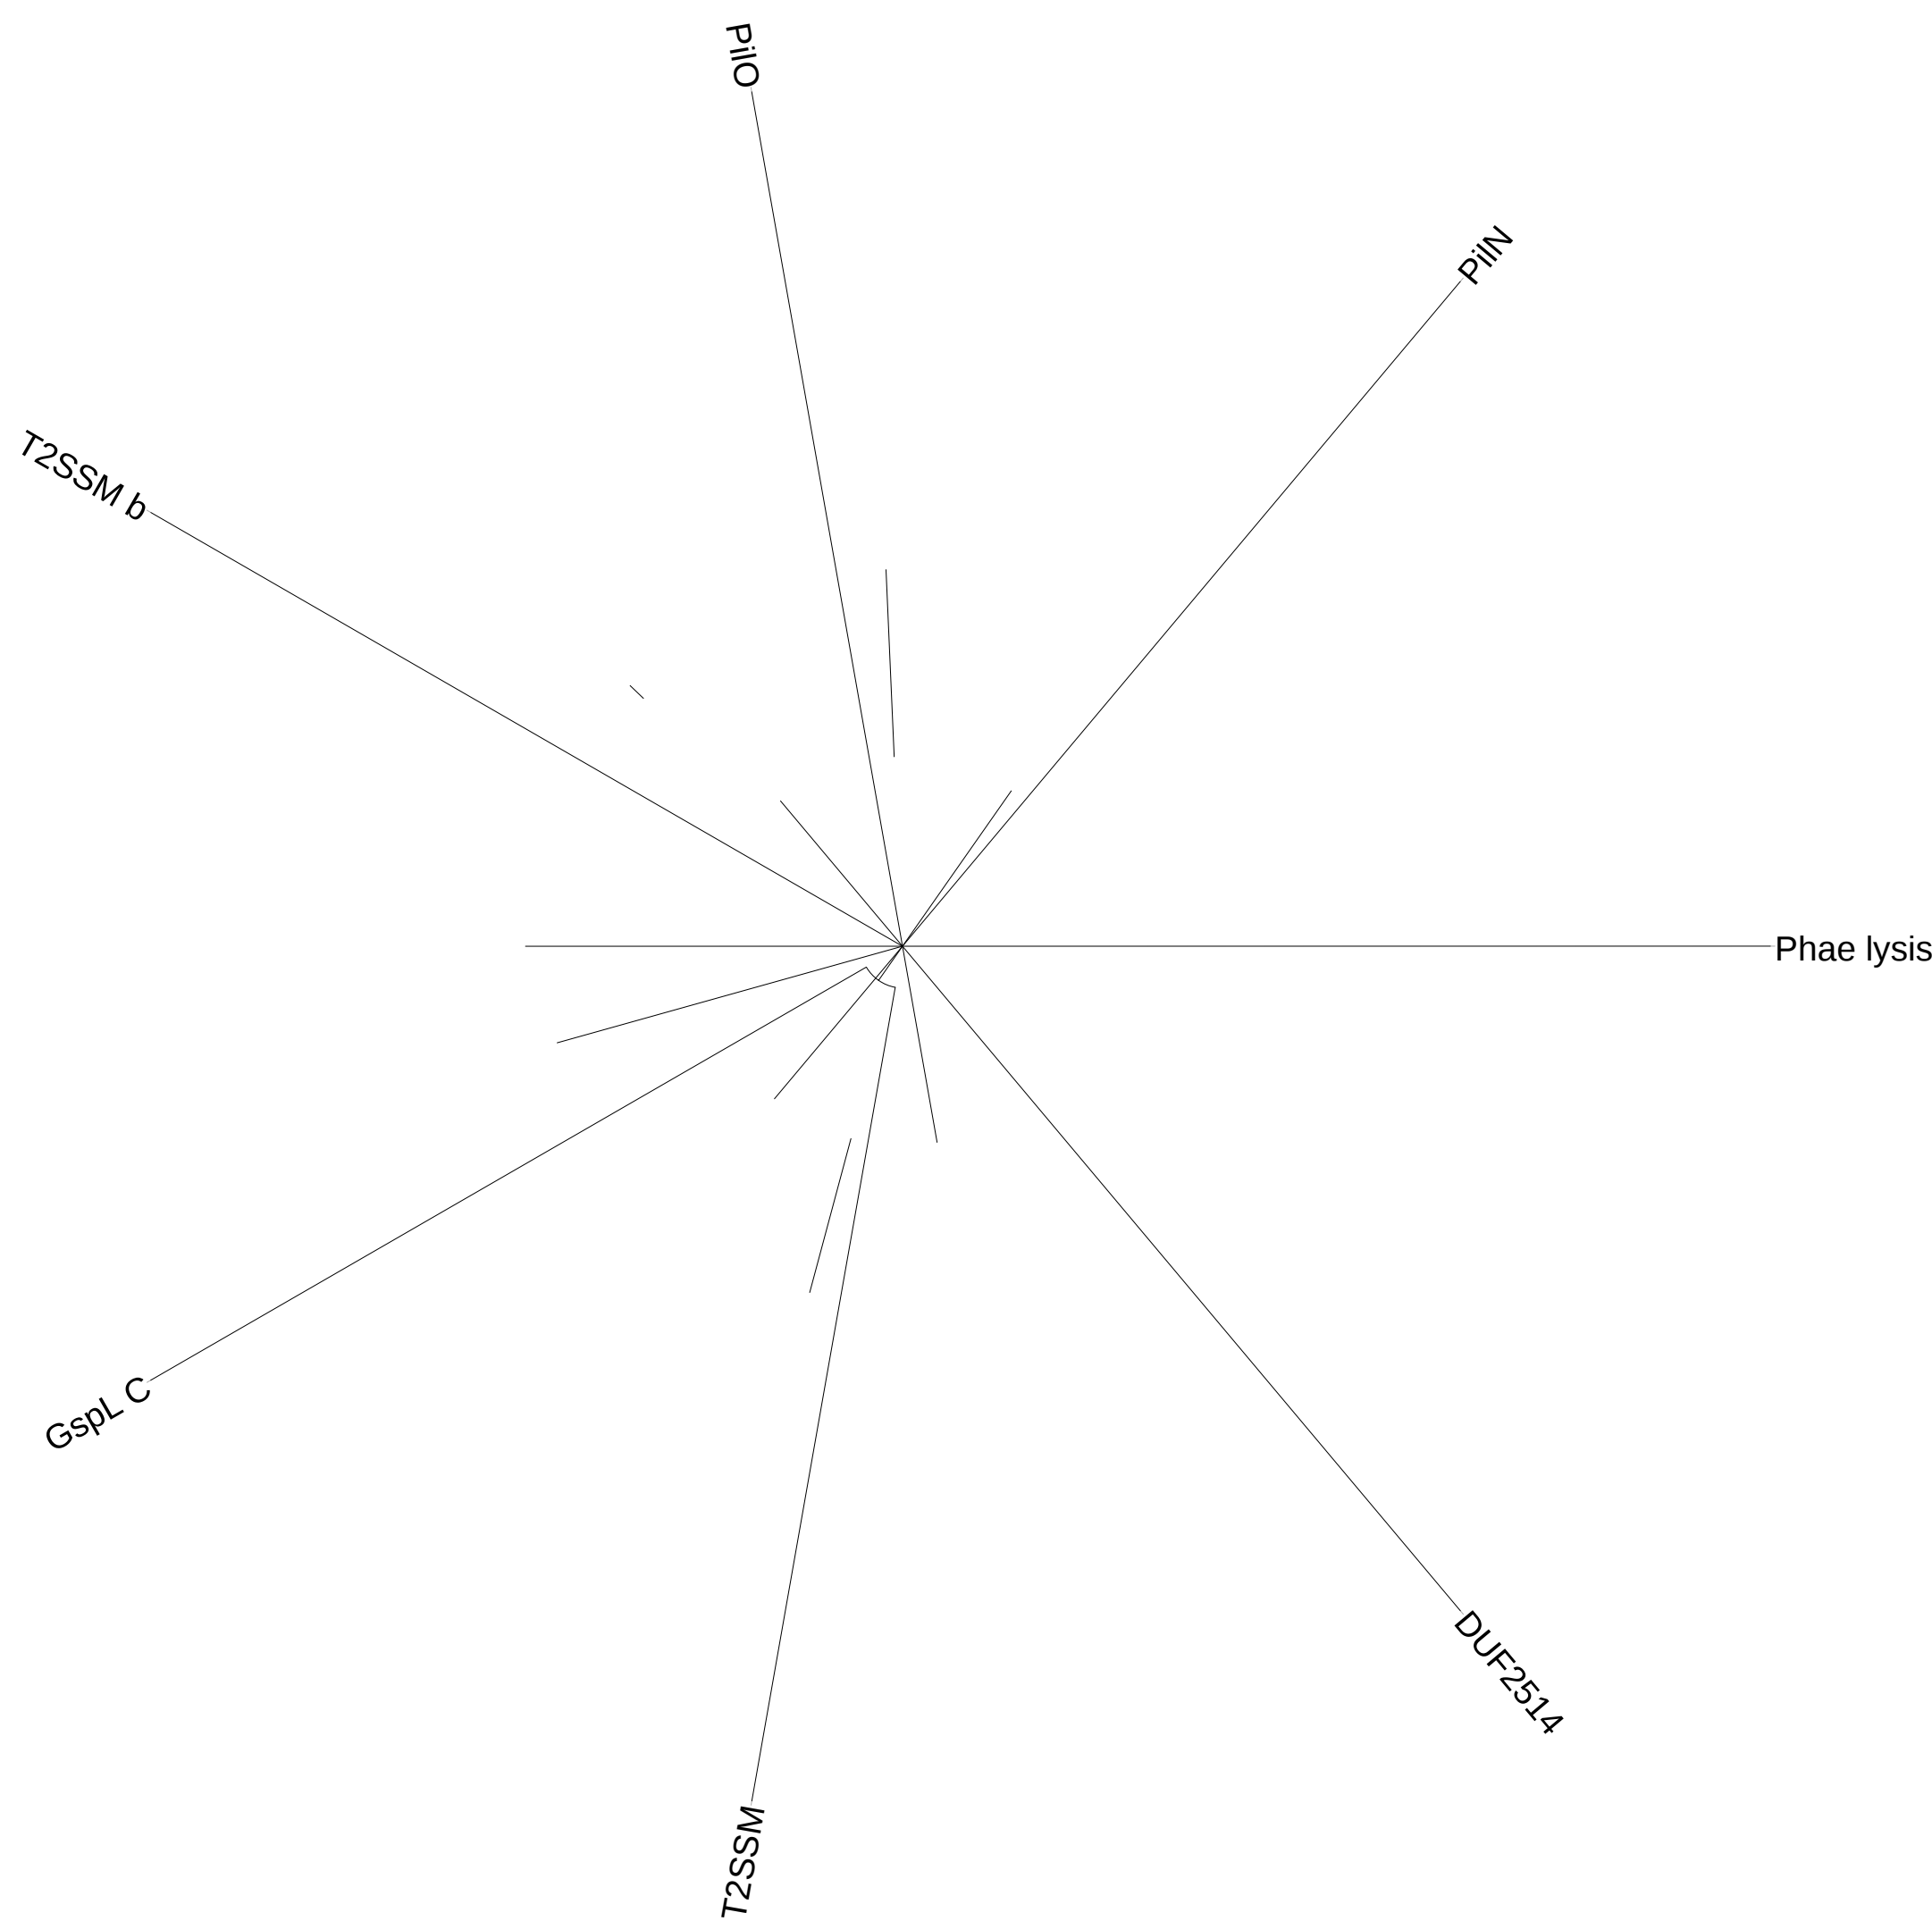 PilO
PilN
T2SSM b
Phae lysis
GspL C
DUF2514
T2SSM